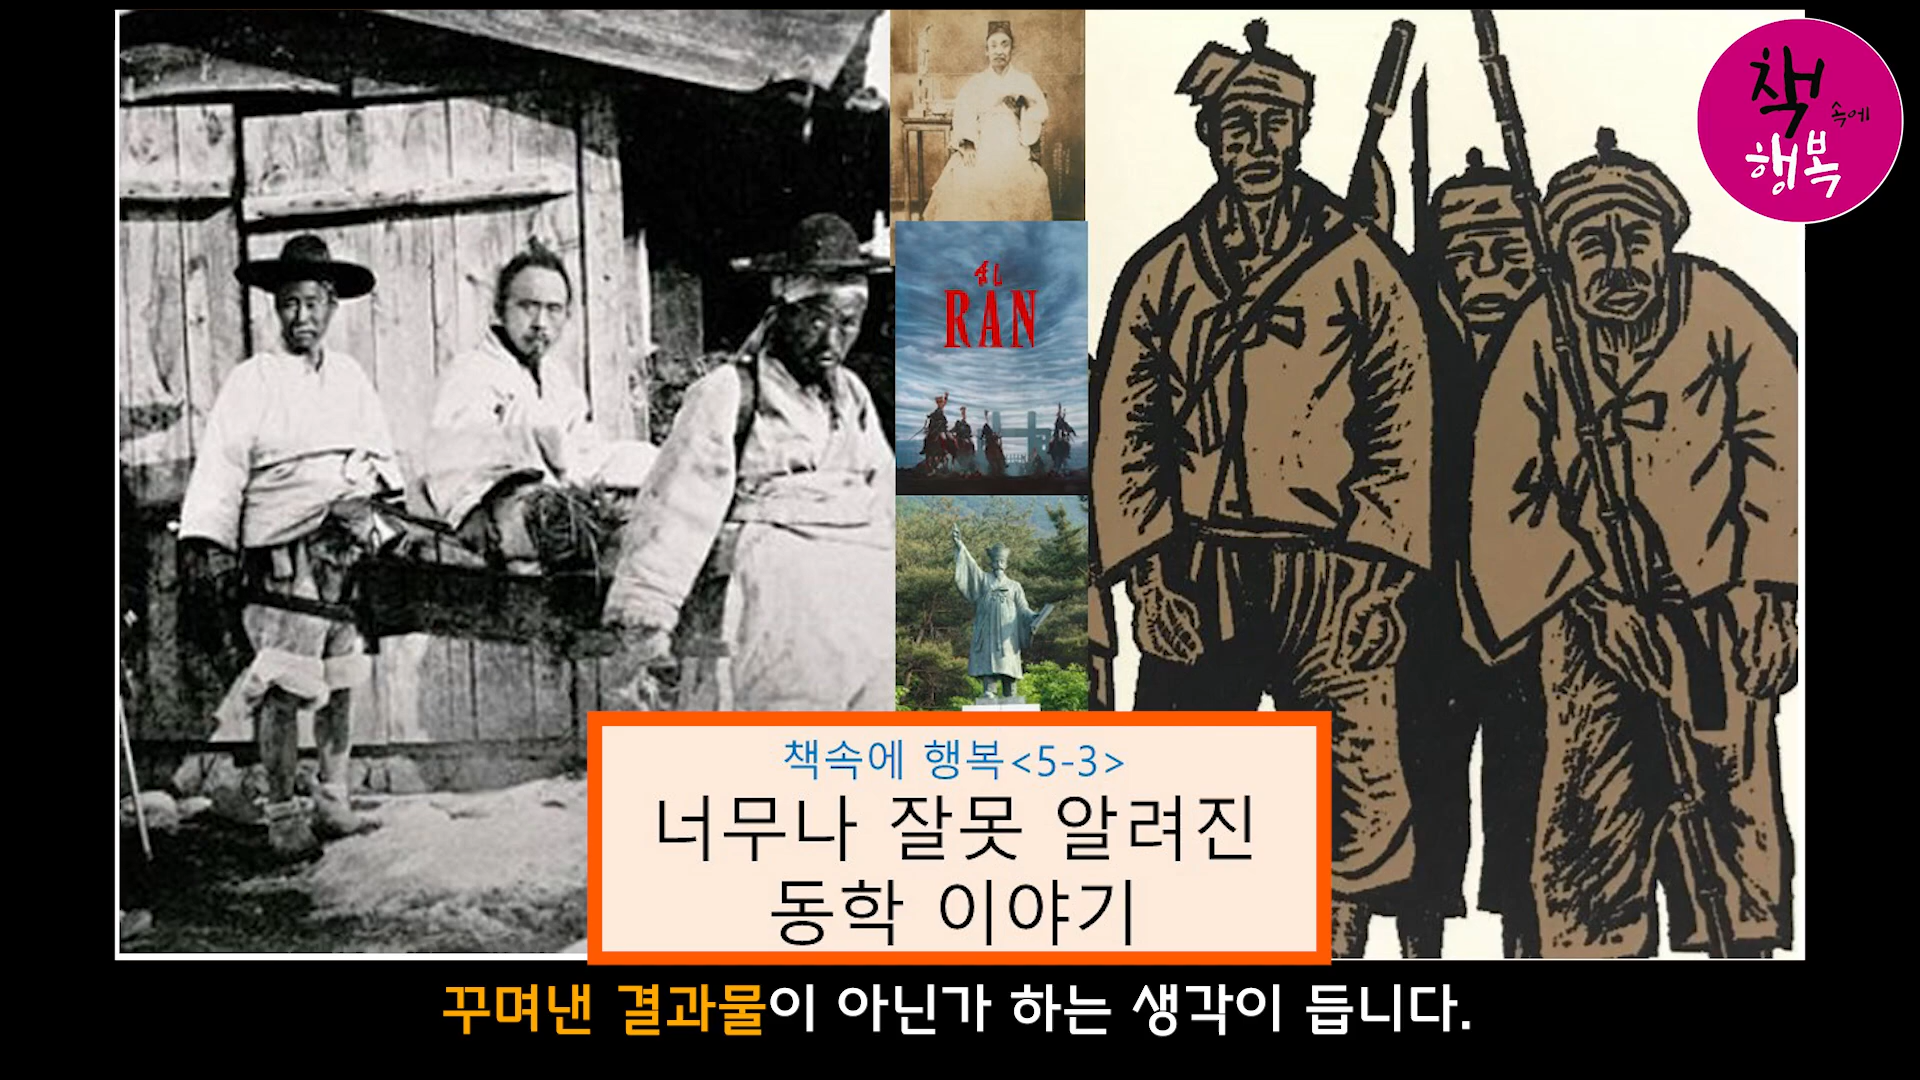 책속에
행복
乱
RAN
책속에 행복<5-3>
너무나 잘못 알려진
동학 이야기
꾸며낸 결과물이 아닌가 하는 생각이 듭니다.